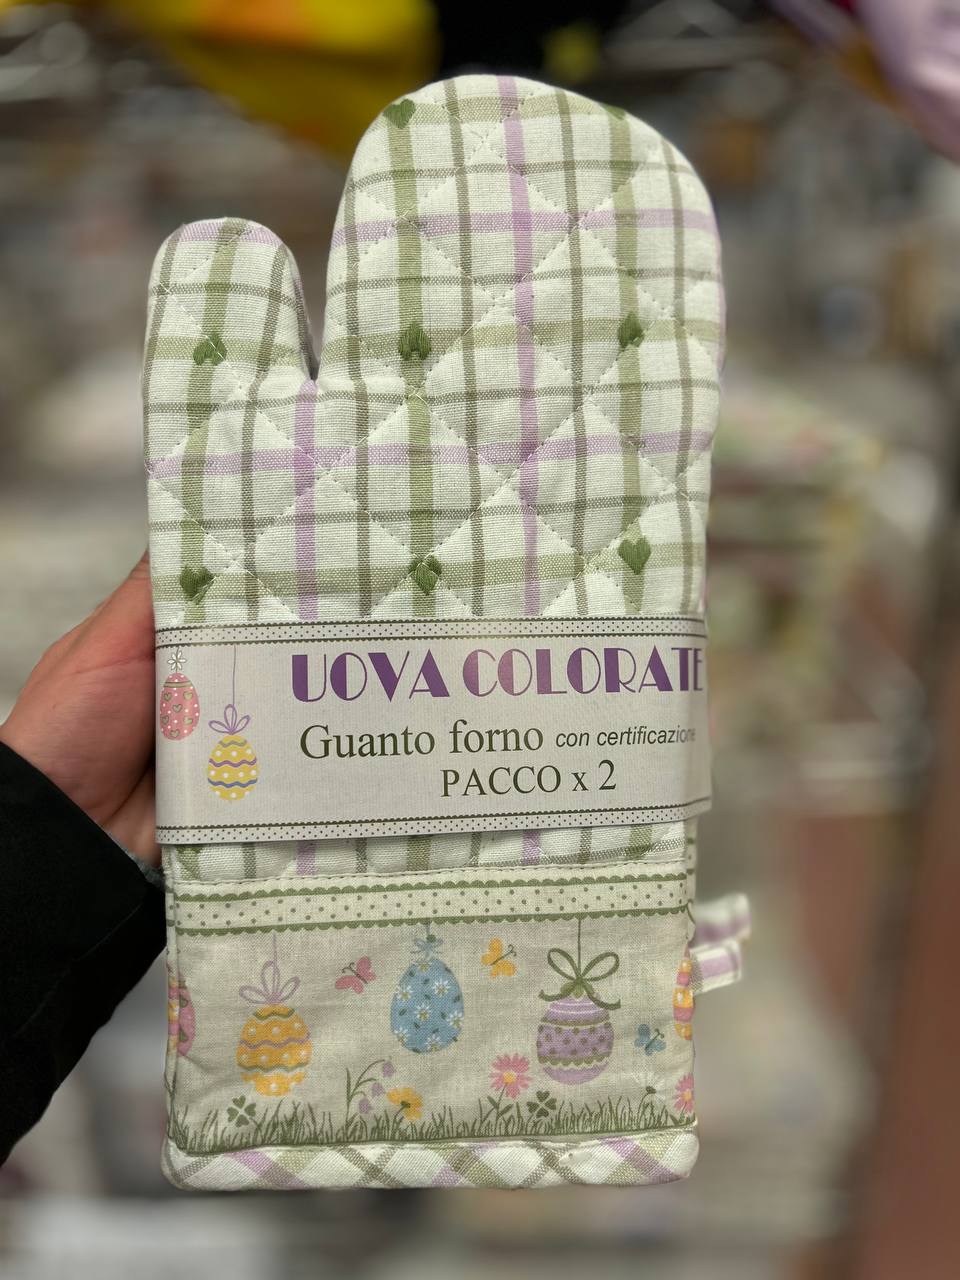 UOVA COLORATE
Guanto forno con certificazione
PACCO x 2